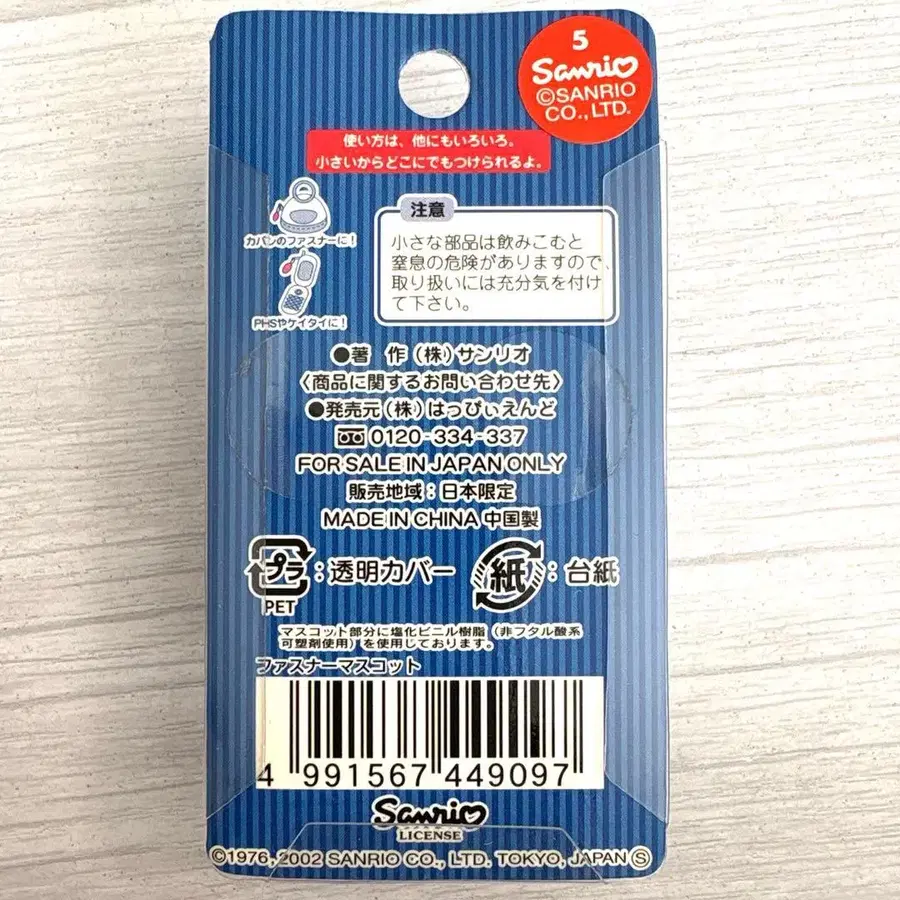 5
Sanrio
©SANRIO
CO., LTD.
使い方は、他にもいろいろ。
小さいからどこにでもつけられるよ。
カバンのファスナーに!
PHSやケイタイに!
注意
小さな部品は飲みこむと
窒息の危険がありますので、
取り扱いには充分気を付け
て下さい。
●著 作(株)サンリオ
〈商品に関するお問い合わせ先〉
●発売元(株)はっぴぃえんど
0120-334-337
FOR SALE IN JAPAN ONLY
販売地域:日本限定
MADE IN CHINA 中国製
プラ:透明カバー
PET
紙:台紙
マスコット部分に塩化ビニル樹脂(非フタル酸系
可塑剤使用)を使用しております。
ファスナーマスコット
4 991567 449097
Sanrio
LICENSE
©1976, 2002 SANRIO CO., LTD. TOKYO, JAPAN Ⓢ